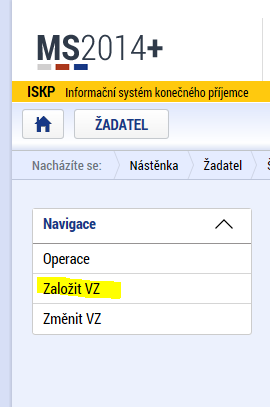 MS2014+
ISKP Informační systém konečného příjemce
ŽADATEL
Nacházíte se: Nástěnka Žadatel
Navigace
Operace
Založit VZ
Změnit VZ